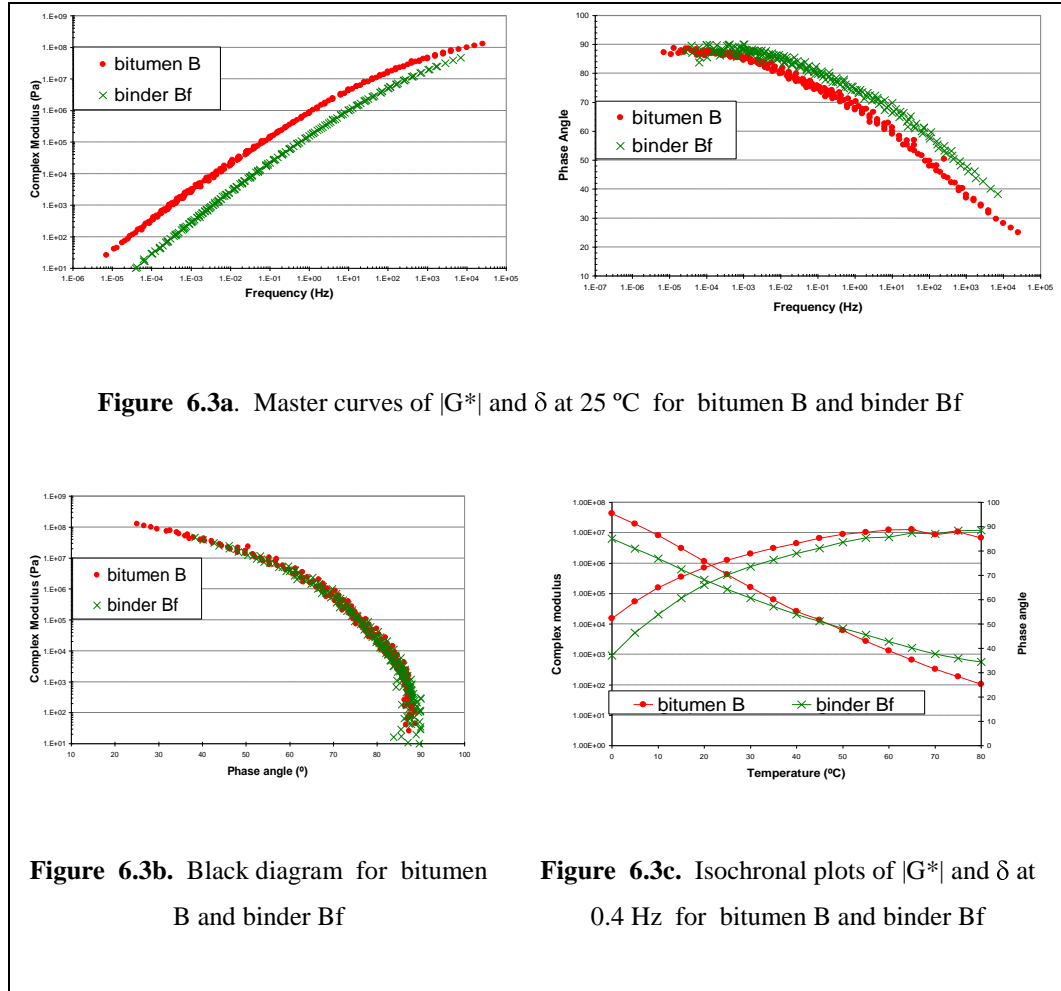 1.E+09
1.E+08
1.E+07
1.E+06
1.E+05
1.E+04
1.E+03
1.E+02
1.E+01
Complex Modulus (Pa)
bitumen B
binder Bf
1.E-06 1.E-05 1.E-04 1.E-03 1.E-02 1.E-01 1.E+00 1.E+01 1.E+02 1.E+03 1.E+04 1.E+05
Frequency (Hz)
100
90
80
70
60
50
40
30
20
10
Phase Angle
bitumen B
binder Bf
1.E-07 1.E-06 1.E-05 1.E-04 1.E-03 1.E-02 1.E-01 1.E+00 1.E+01 1.E+02 1.E+03 1.E+04 1.E+05
Frequency (Hz)
Figure 6.3a. Master curves of |G*| and δ at 25 ºC for bitumen B and binder Bf
1.E+09
1.E+08
1.E+07
1.E+06
1.E+05
1.E+04
1.E+03
1.E+02
1.E+01
Complex Modulus (Pa)
bitumen B
binder Bf
10 20 30 40 50 60 70 80 90 100
Phase angle (º)
1.00E+08
1.00E+07
1.00E+06
1.00E+05
1.00E+04
1.00E+03
1.00E+02
1.00E+01
1.00E+00
Complex modulus
100
90
80
70
60
50
40
30
20
10
0
Phase angle
bitumen B binder Bf
0 10 20 30 40 50 60 70 80
Temperature (ºC)
Figure 6.3b. Black diagram for bitumen
B and binder Bf
Figure 6.3c. Isochronal plots of |G*| and δ at
0.4 Hz for bitumen B and binder Bf